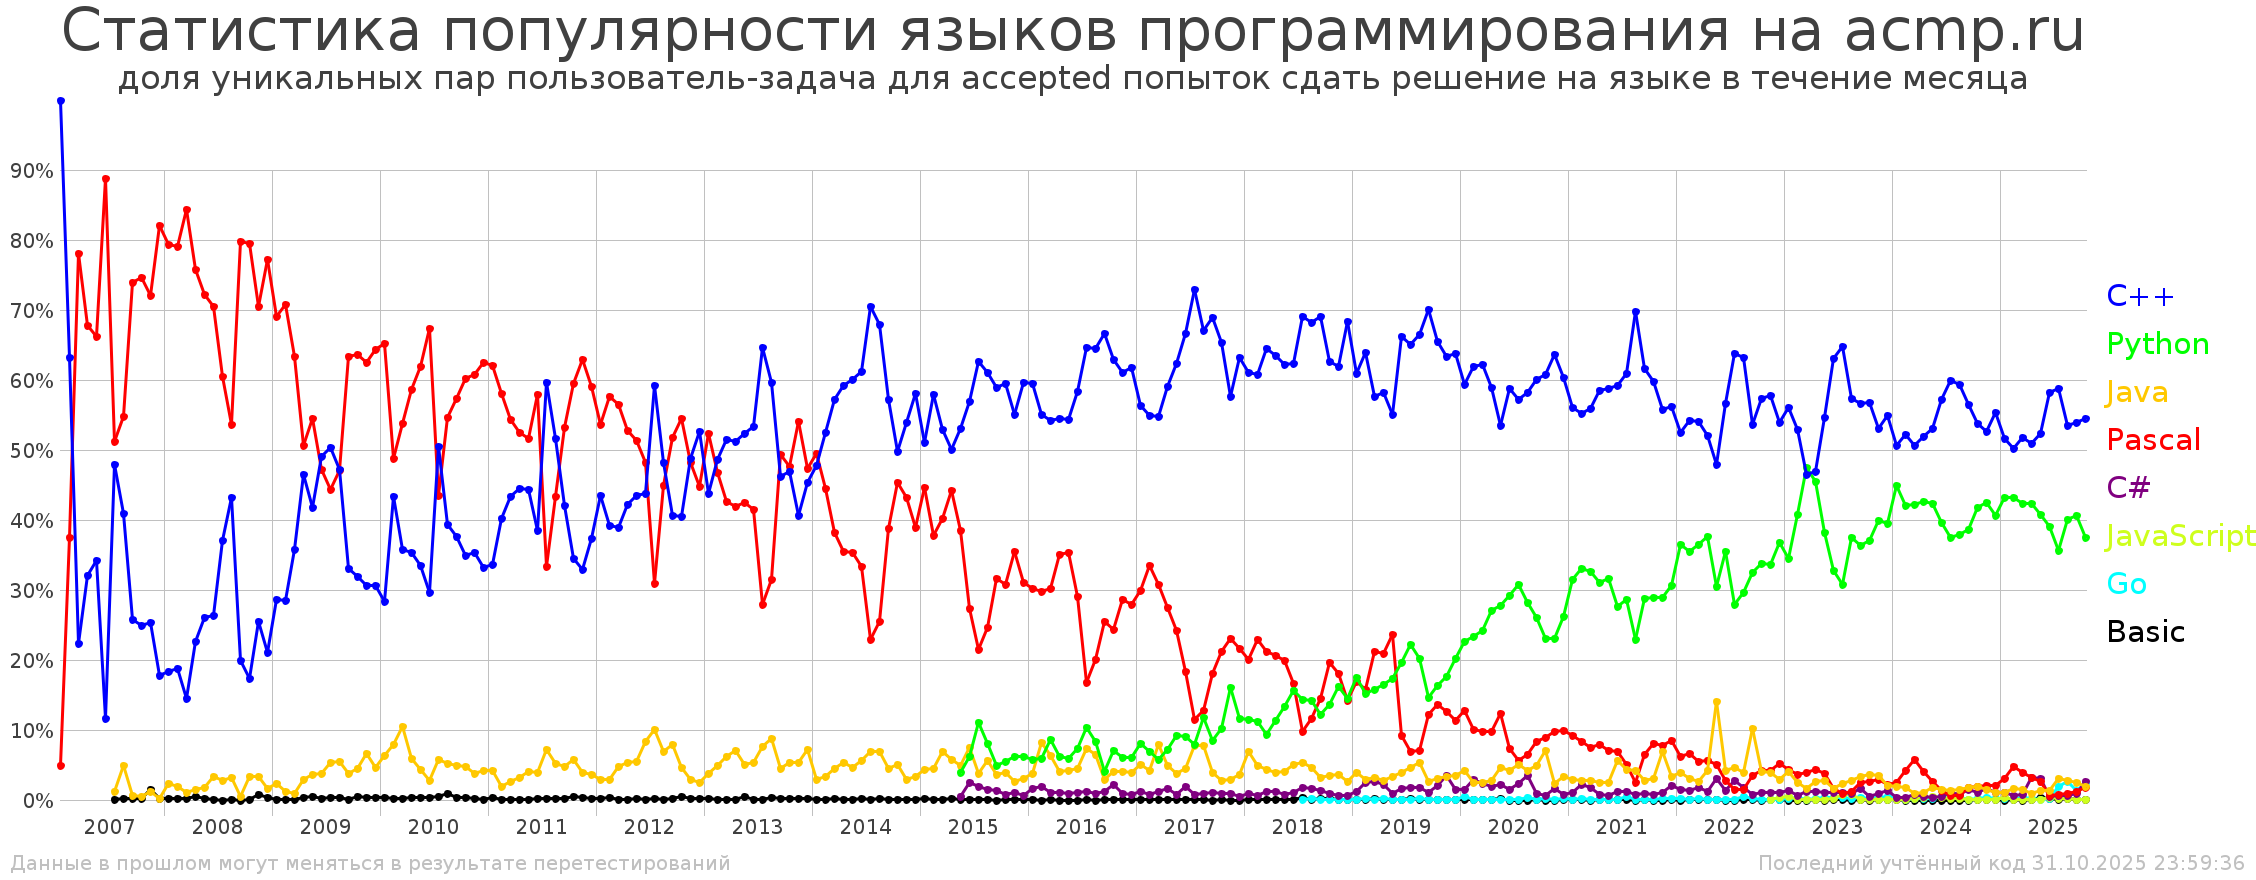 Статистика популярности языков программирования на acmp.ru
доля уникальных пар пользователь-задача для accepted попыток сдать решение на языке в течение месяца
90%
80%
70%
60%
50%
40%
30%
20%
10%
0%
2007 2008 2009 2010 2011 2012 2013 2014 2015 2016 2017 2018 2019 2020 2021 2022 2023 2024 2025
C++
Python
Java
Pascal
C#
JavaScript
Go
Basic
Данные в прошлом могут меняться в результате перетестирований
Последний учтённый код 31.10.2025 23:59:36